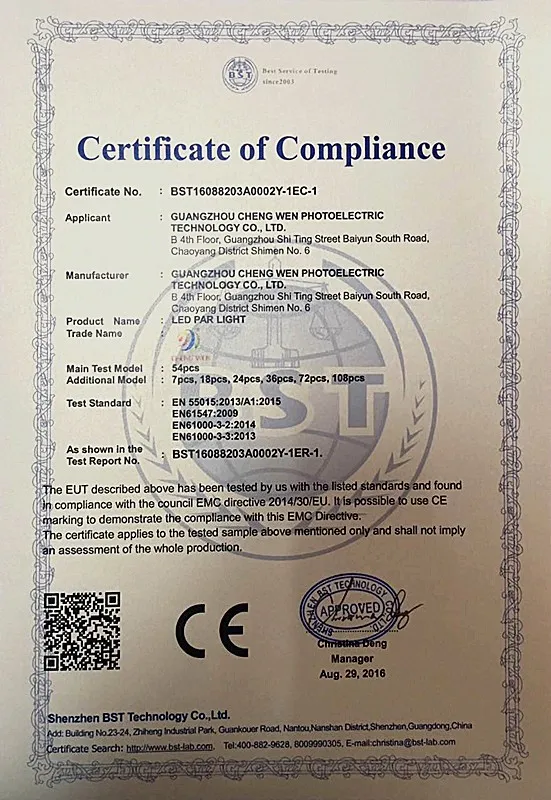 BST
Best Service of Testing
since2003
Certificate of Compliance
Certificate No. : BST16088203A0002Y-1EC-1
Applicant : GUANGZHOU CHENG WEN PHOTOELECTRIC
TECHNOLOGY CO., LTD.
B 4th Floor, Guangzhou Shi Ting Street Baiyun South Road,
Chaoyang District Shimen No. 6
Manufacturer : GUANGZHOU CHENG WEN PHOTOELECTRIC
TECHNOLOGY CO., LTD.
B 4th Floor, Guangzhou Shi Ting Street Baiyun South Road,
Chaoyang District Shimen No. 6
Product Name : LED PAR LIGHT
Trade Name :
Main Test Model : 54pcs
Additional Model : 7pcs, 18pcs, 24pcs, 36pcs, 72pcs, 108pcs
BST
Test Standard : EN 55015:2013/A1:2015
EN61547:2009
EN61000-3-2:2014
EN61000-3-3:2013
As shown in the
Test Report No. : BST16088203A0002Y-1ER-1.
The EUT described above has been tested by us with the listed standards and found
in compliance with the council EMC directive 2014/30/EU. It is possible to use CE
marking to demonstrate the compliance with this EMC Directive.
The certificate applies to the tested sample above mentioned only and shall not imply
an assessment of the whole production.
CE
SHENZHEN BST TECHNOLOGY CO.,LTD.
APPROVED
Christina Deng
Manager
Aug. 29, 2016
Shenzhen BST Technology Co.,Ltd.
Add: Building No.23-24, Zhiheng Industrial Park, Guankouer Road, Nantou,Nanshan District,Shenzhen,Guangdong,China
Certificate Search: http://www.bst-lab.com. Tel:400-882-9628, 8009990305, E-mail:christina@bst-lab.com